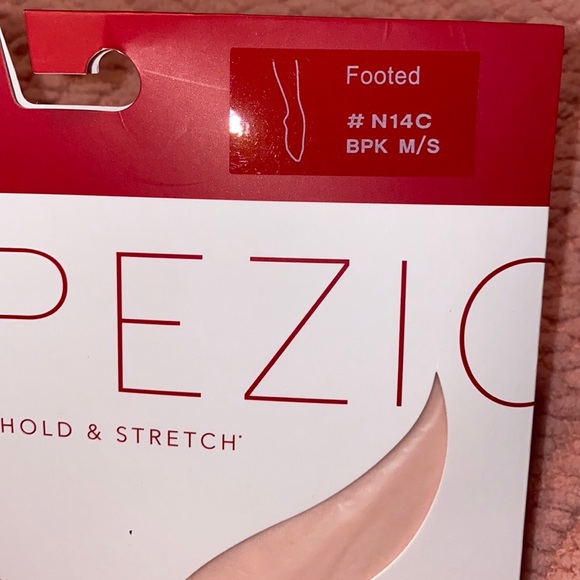 Footed
# N14C
BPK M/S
PEZIO
HOLD & STRETCH*